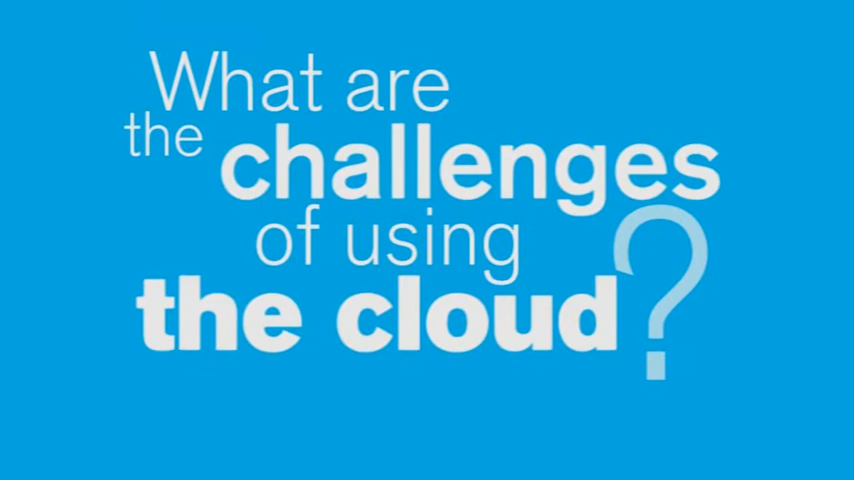 What are
the challenges
of using
the cloud?